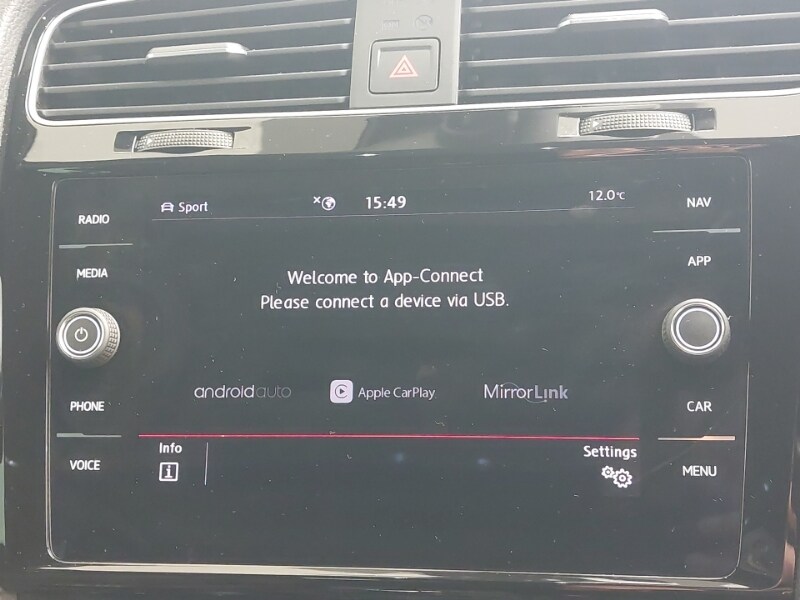 RADIO
Sport
15:49
12.0°C
NAV
MEDIA
APP
Welcome to App-Connect
Please connect a device via USB.
androidauto
Apple CarPlay
MirrorLink
PHONE
CAR
Info
i
Settings
VOICE
MENU